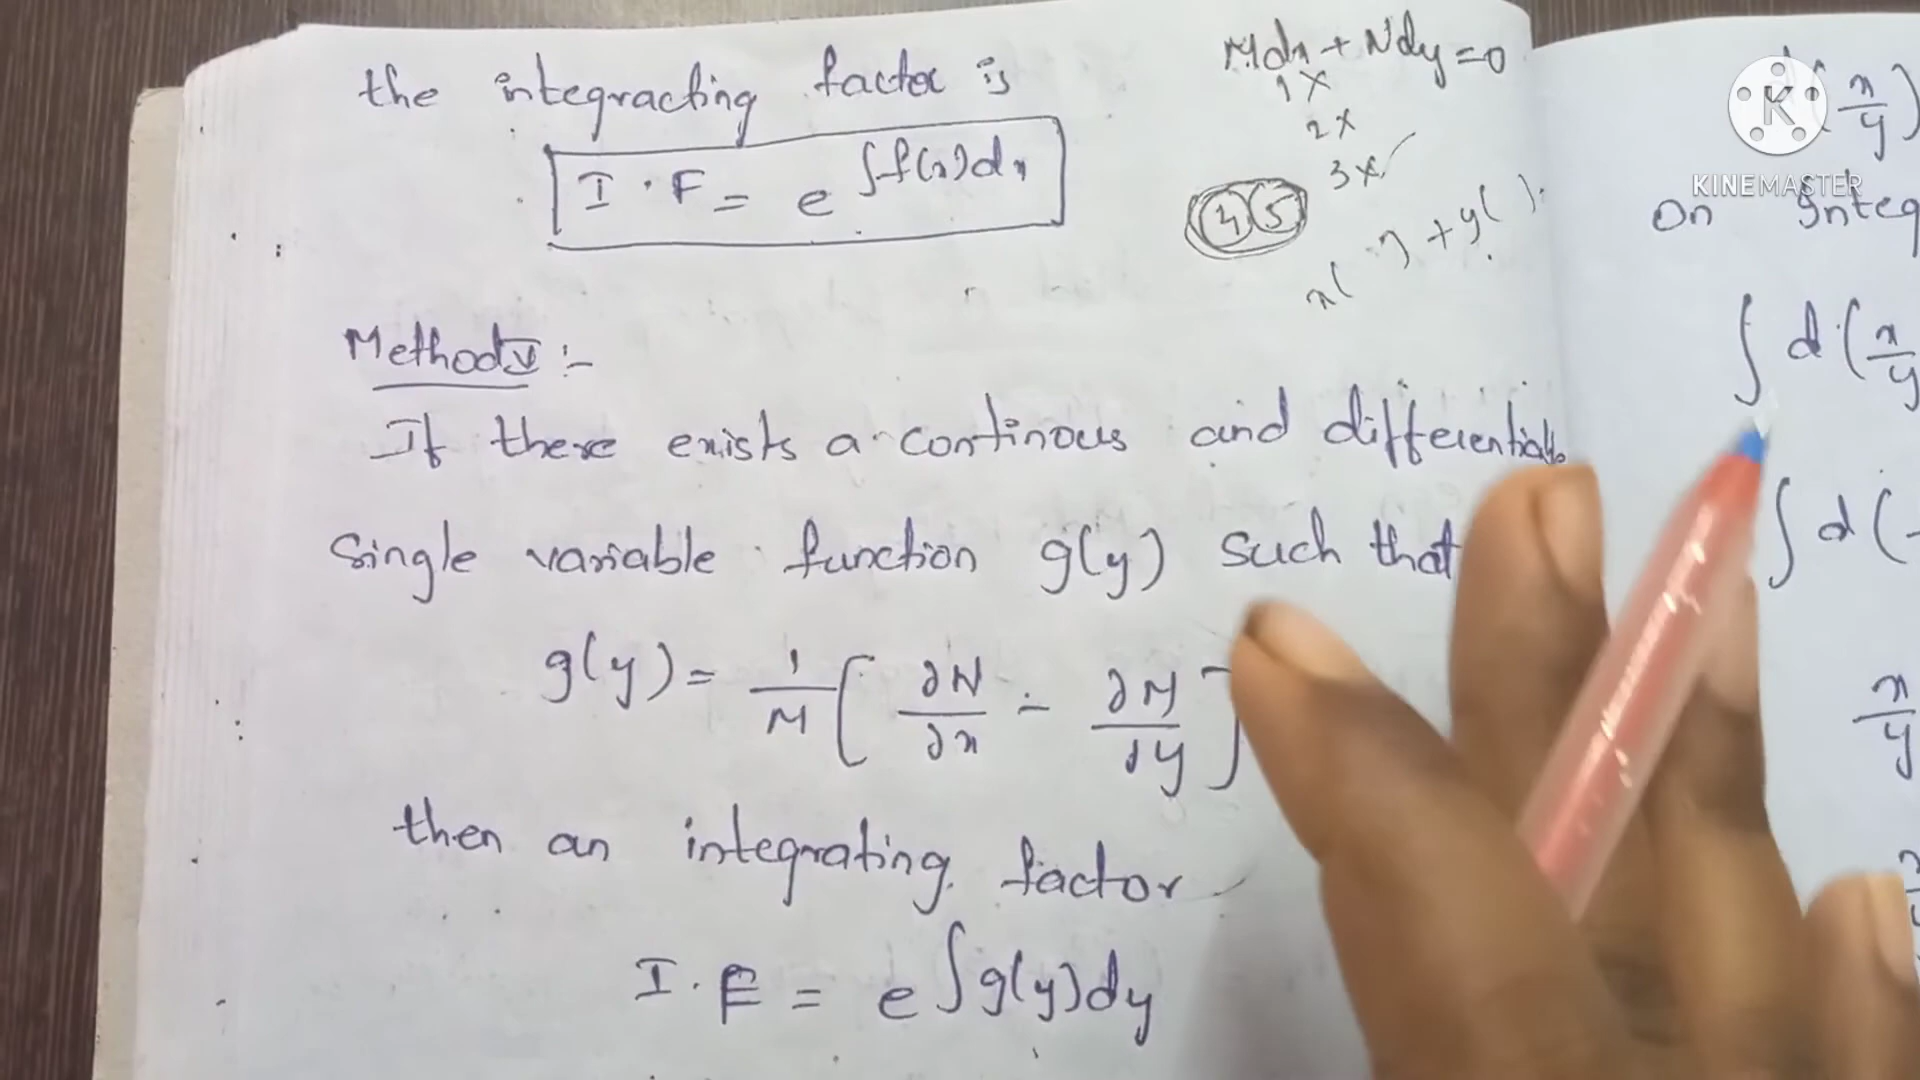 the integracting factor is
I.F = e ∫f(x)dx
Mdx + Ndy = 0
1 X
2 X
3 X ✓
4 5
x( ) + y( ).
Method V :-
If there exists a continous and differentiable
single variable function g(y) such that
g(y) = 1/M [ ∂N/∂x - ∂M/∂y ]
then an integrating factor
I.F = e ∫g(y)dy
d(x/y)
K
KINEMASTER
On Integ
∫ d(x/y
∫ d(
x/y